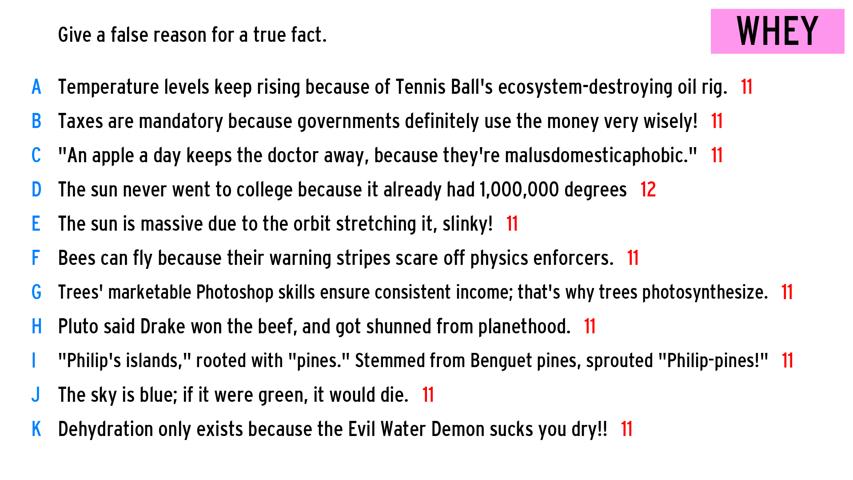 Give a false reason for a true fact.
WHEY
A Temperature levels keep rising because of Tennis Ball's ecosystem-destroying oil rig. 11
B Taxes are mandatory because governments definitely use the money very wisely! 11
C "An apple a day keeps the doctor away, because they're malusdomesticaphobic." 11
D The sun never went to college because it already had 1,000,000 degrees 12
E The sun is massive due to the orbit stretching it, slinky! 11
F Bees can fly because their warning stripes scare off physics enforcers. 11
G Trees' marketable Photoshop skills ensure consistent income; that's why trees photosynthesize. 11
H Pluto said Drake won the beef, and got shunned from planethood. 11
I "Philip's islands," rooted with "pines." Stemmed from Benguet pines, sprouted "Philip-pines!" 11
J The sky is blue; if it were green, it would die. 11
K Dehydration only exists because the Evil Water Demon sucks you dry!! 11